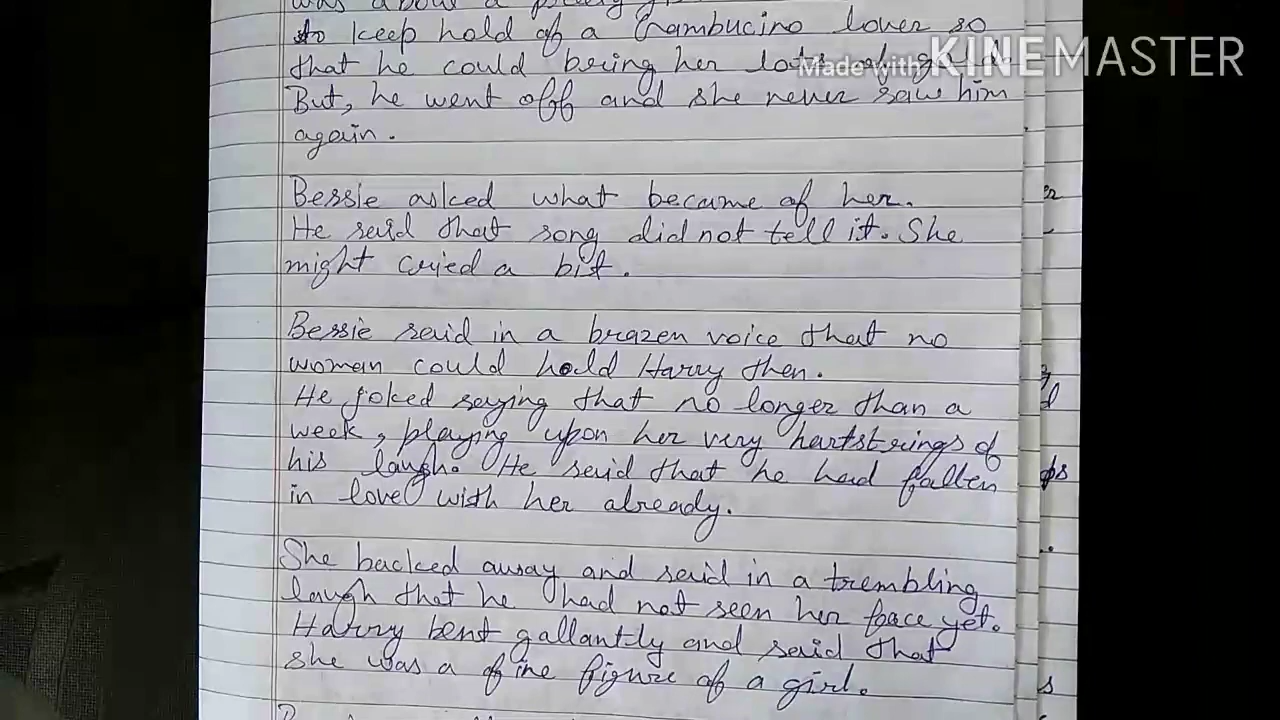 was about a
to keep hold of a Gambucino lover so
that he could bring her lots of gold
Made with KINEMASTER
But, he went off and she never saw him
again.
Bessie asked what became of her.
He said that song did not tell it. She
might cried a bit.
Bessie said in a brazen voice that no
woman could hold Harry then.
He joked saying that no longer than a
week, playing upon her very hartstrings of
his laugh. He said that he had fallen
in love with her already.
She backed away and said in a trembling
laugh that he had not seen her face yet.
Harry bent gallantly and said that
she was a fine figure of a girl.